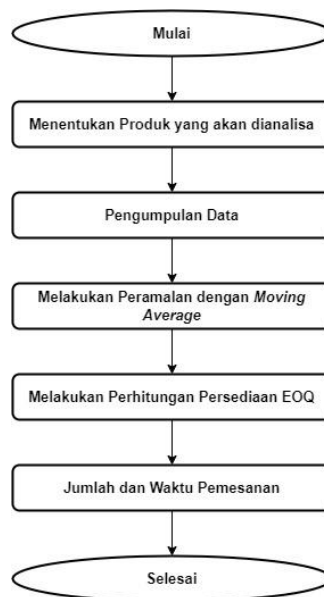 Mulai
Menentukan Produk yang akan dianalisa
Pengumpulan Data
Melakukan Peramalan dengan Moving
Average
Melakukan Perhitungan Persediaan EOQ
Jumlah dan Waktu Pemesanan
Selesai